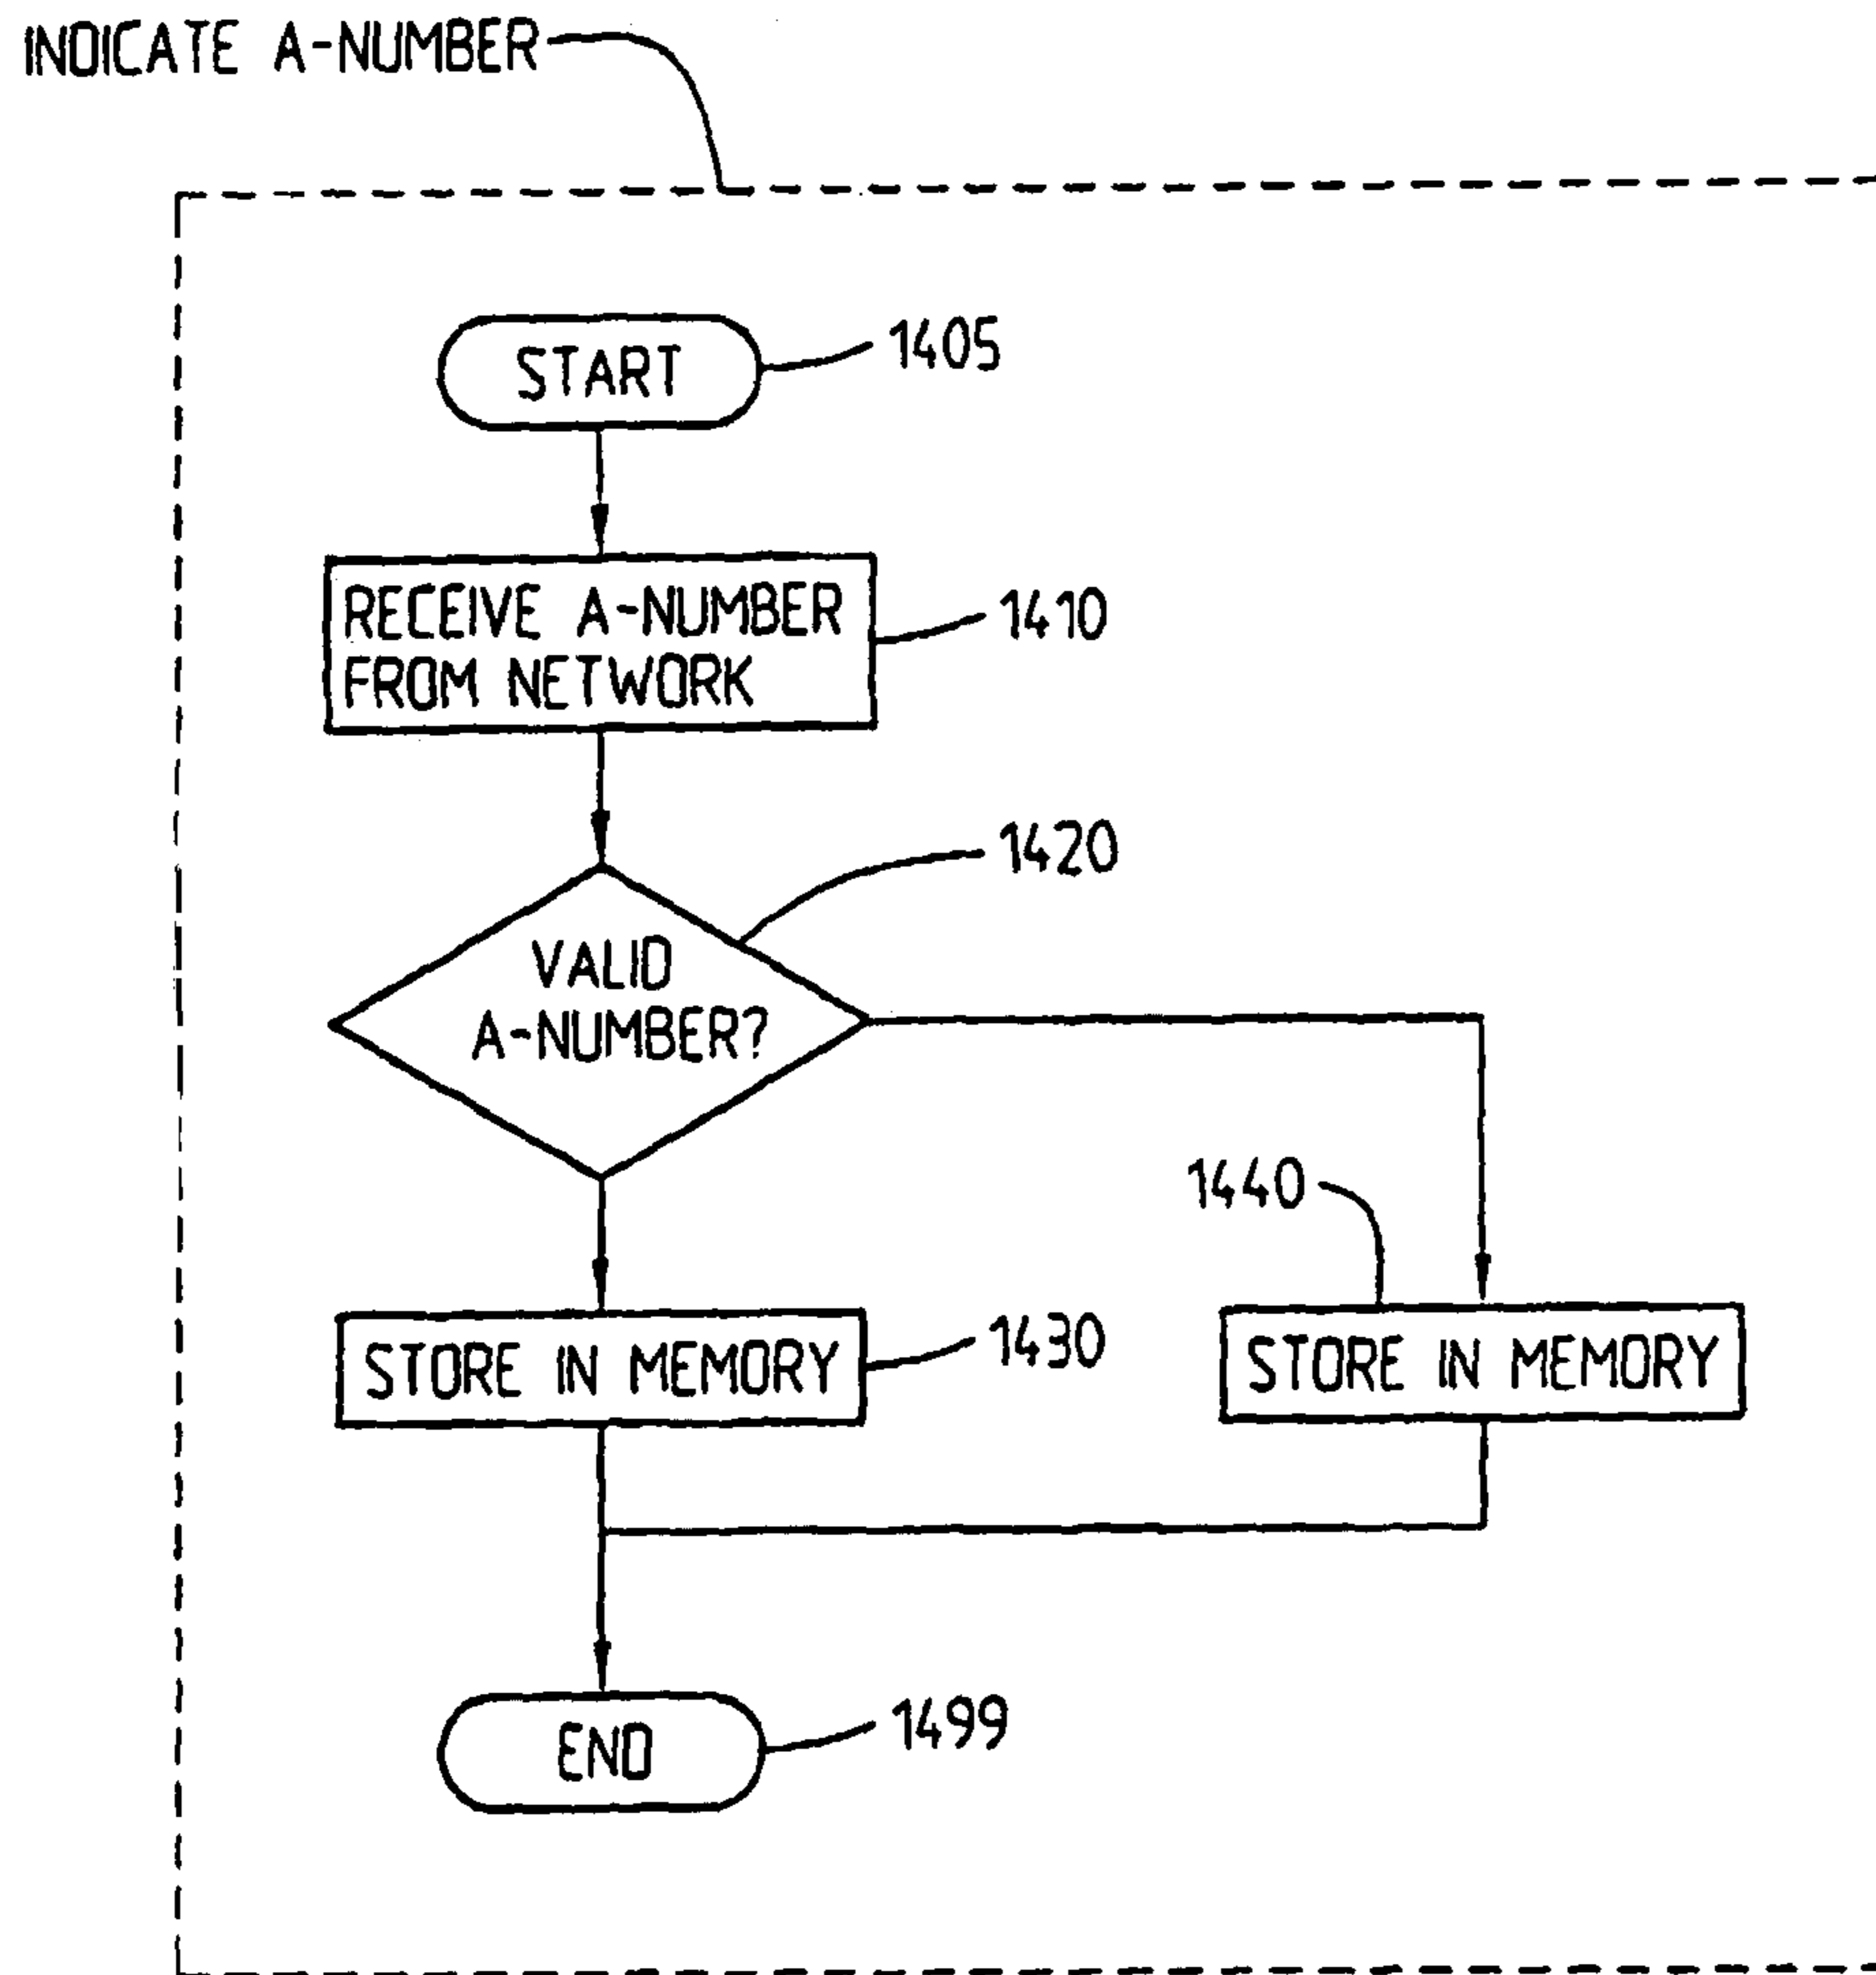 INDICATE A-NUMBER
START
1405
RECEIVE A-NUMBER
FROM NETWORK
1410
1420
VALID
A-NUMBER?
1440
STORE IN MEMORY
1430
STORE IN MEMORY
END
1499